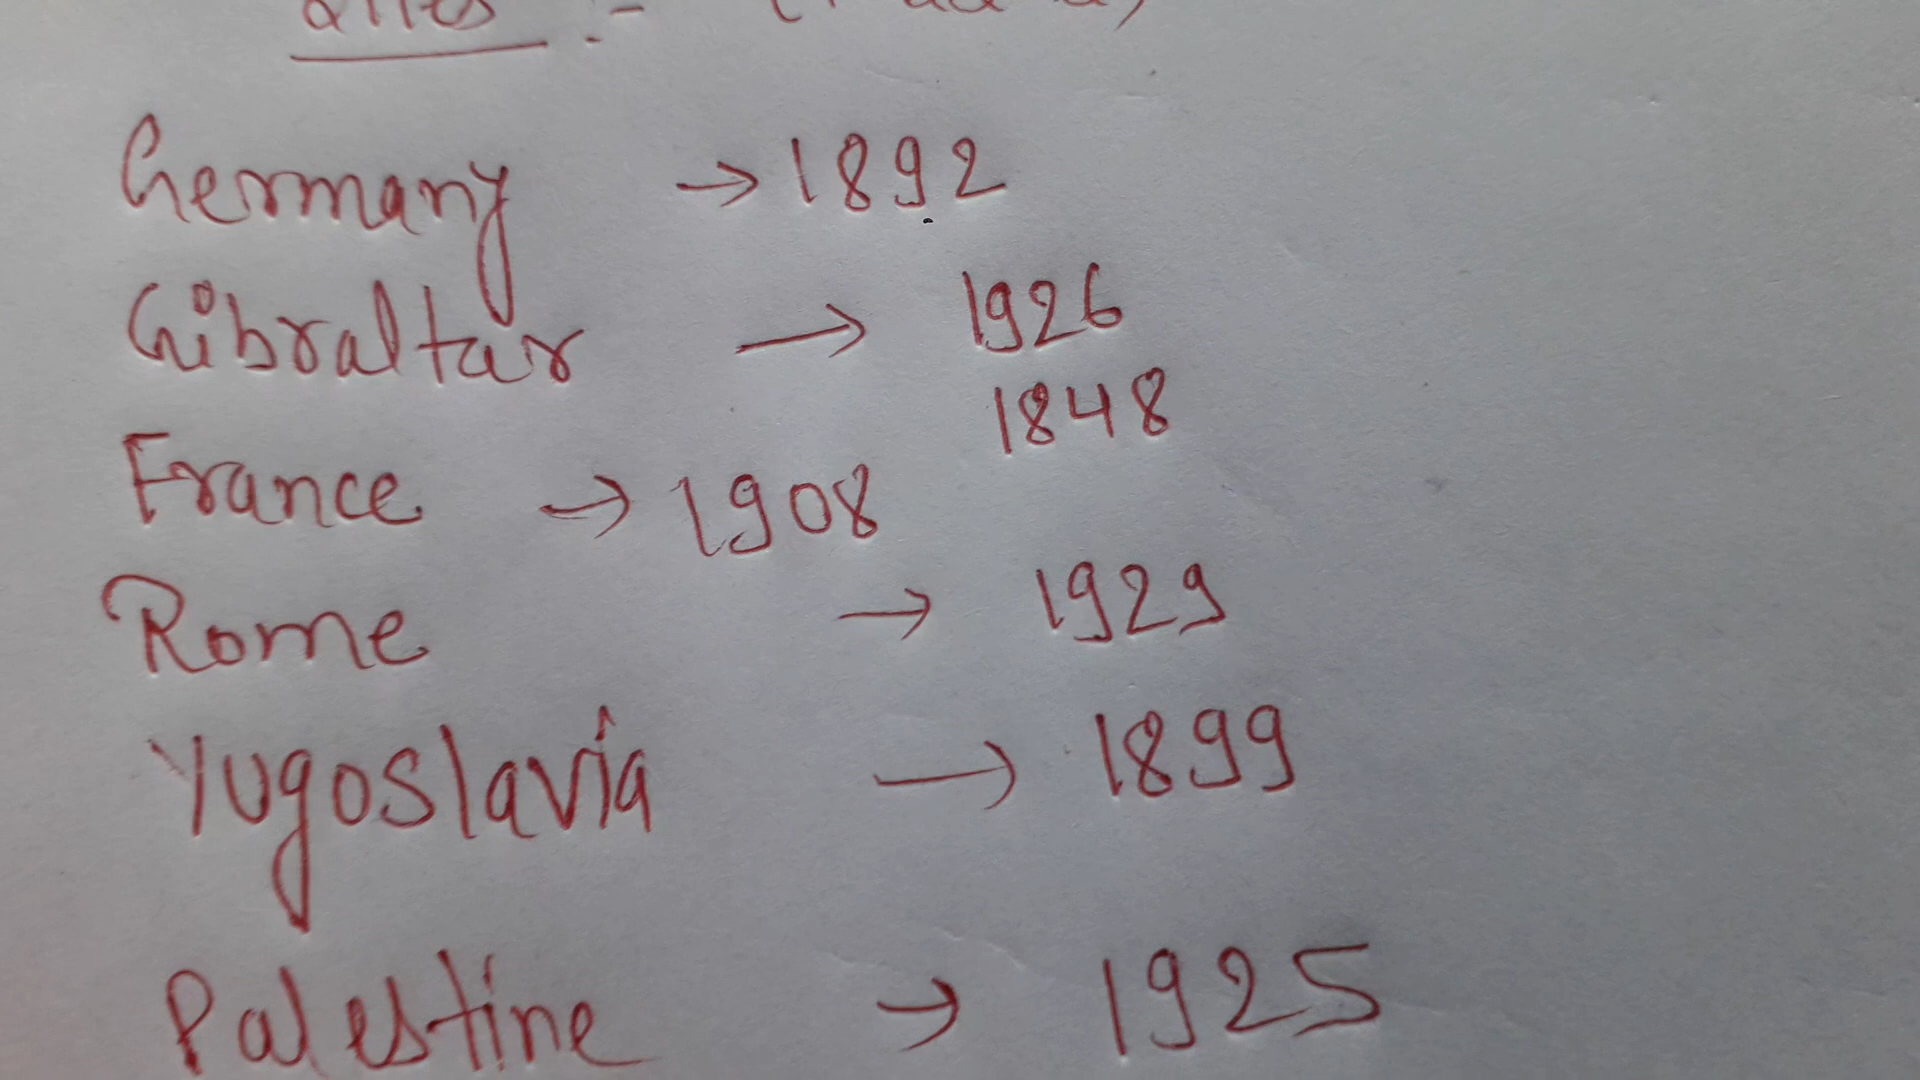 Germany → 1892
Gibraltar → 1926
1848
France → 1908
Rome → 1929
Yugoslavia → 1899
Palestine → 1925